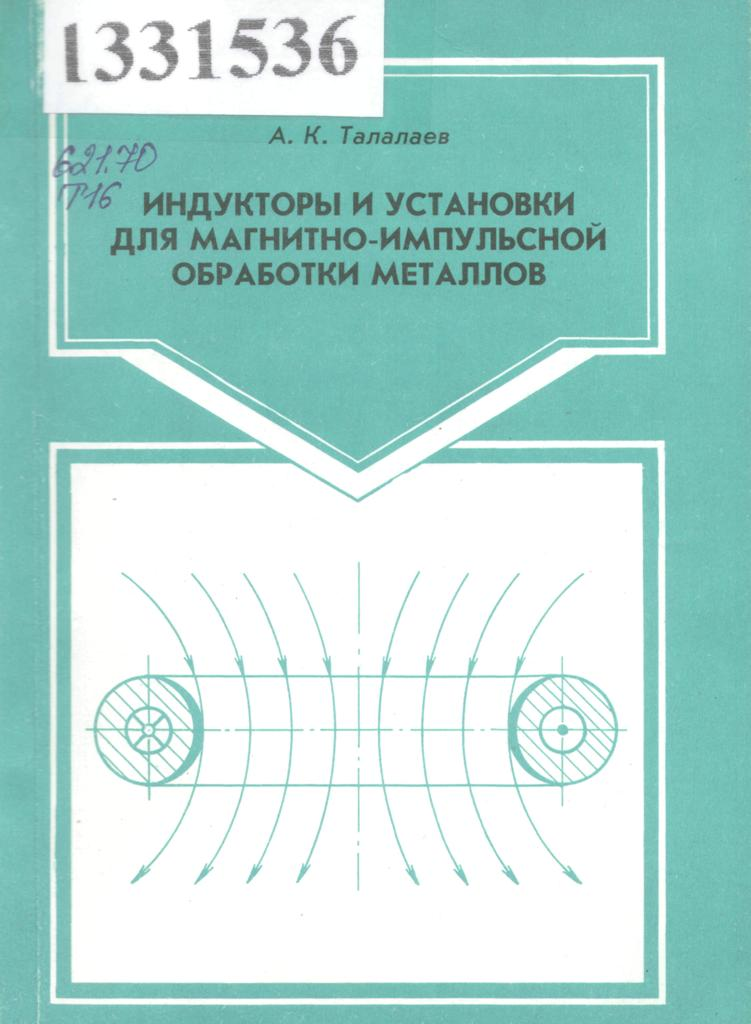 1331536
А. К. Талалаев
621.70
Т16
ИНДУКТОРЫ И УСТАНОВКИ
ДЛЯ МАГНИТНО-ИМПУЛЬСНОЙ
ОБРАБОТКИ МЕТАЛЛОВ